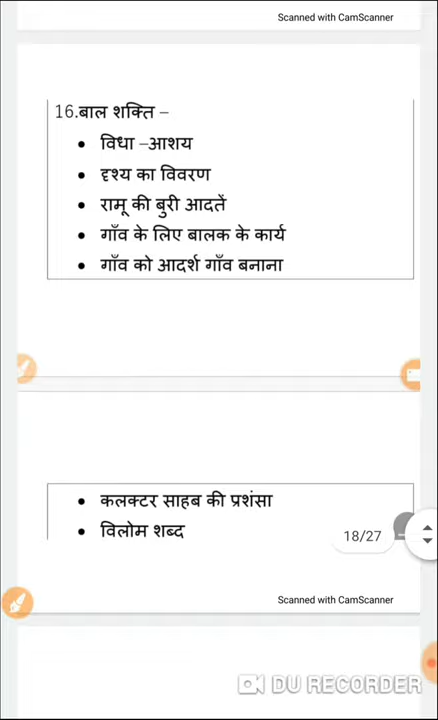 Scanned with CamScanner
16.बाल शक्ति –
• विधा –आशय
• दृश्य का विवरण
• रामू की बुरी आदतें
• गाँव के लिए बालक के कार्य
• गाँव को आदर्श गाँव बनाना
• कलक्टर साहब की प्रशंसा
• विलोम शब्द
18/27
Scanned with CamScanner
DU RECORDER